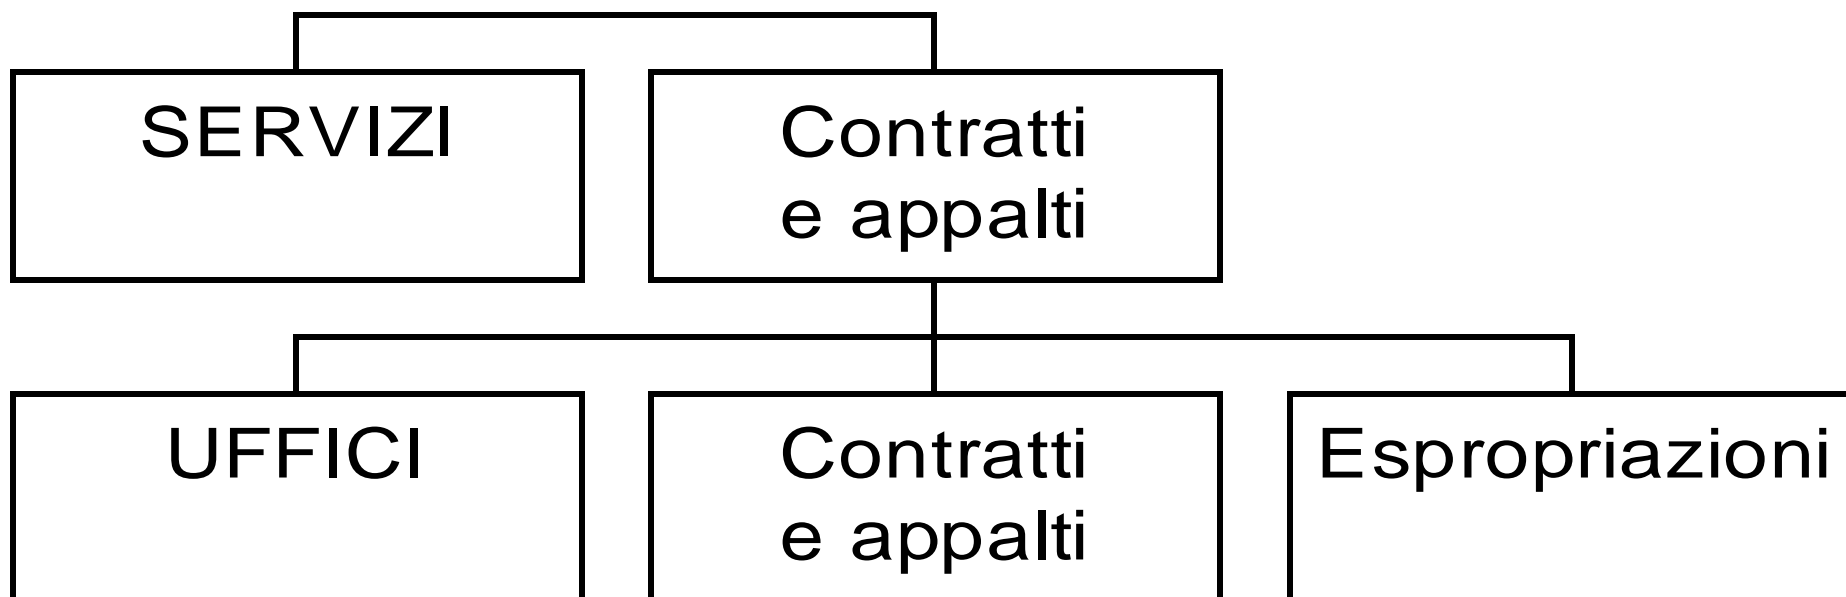 SERVIZI
Contratti
e appalti
UFFICI
Contratti
e appalti
Espropriazioni